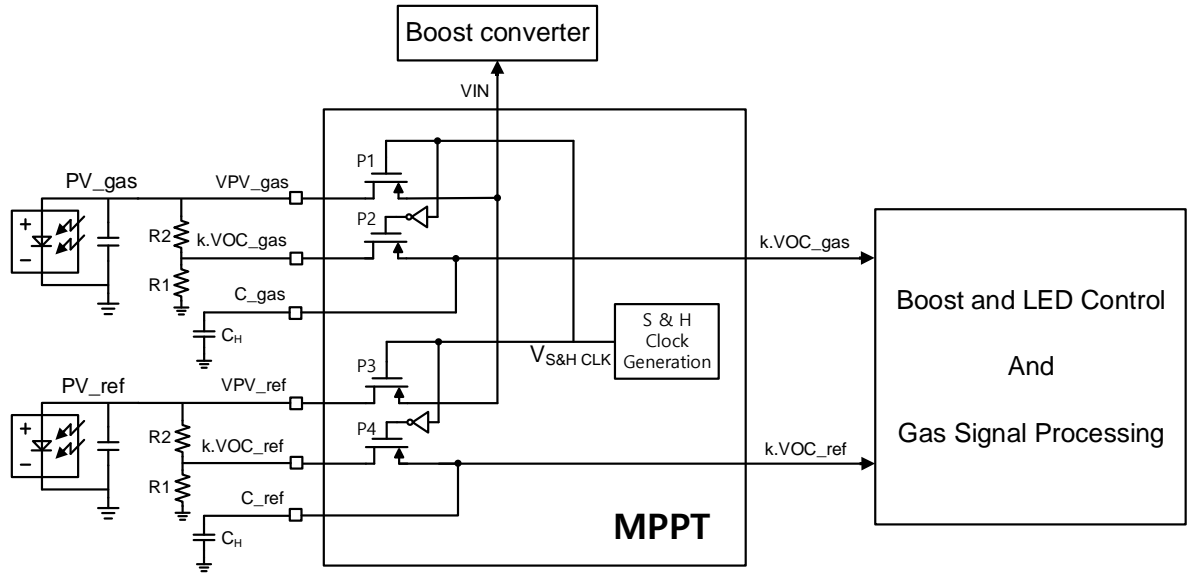 Boost converter
VIN
P1
PV_gas
VPV_gas
+
−
R2
P2
k.VOC_gas
k.VOC_gas
R1
C_gas
CH
Boost and LED Control
And
Gas Signal Processing
S & H
Clock
Generation
VS&H CLK
P3
PV_ref
VPV_ref
+
−
R2
P4
k.VOC_ref
k.VOC_ref
R1
C_ref
CH
MPPT